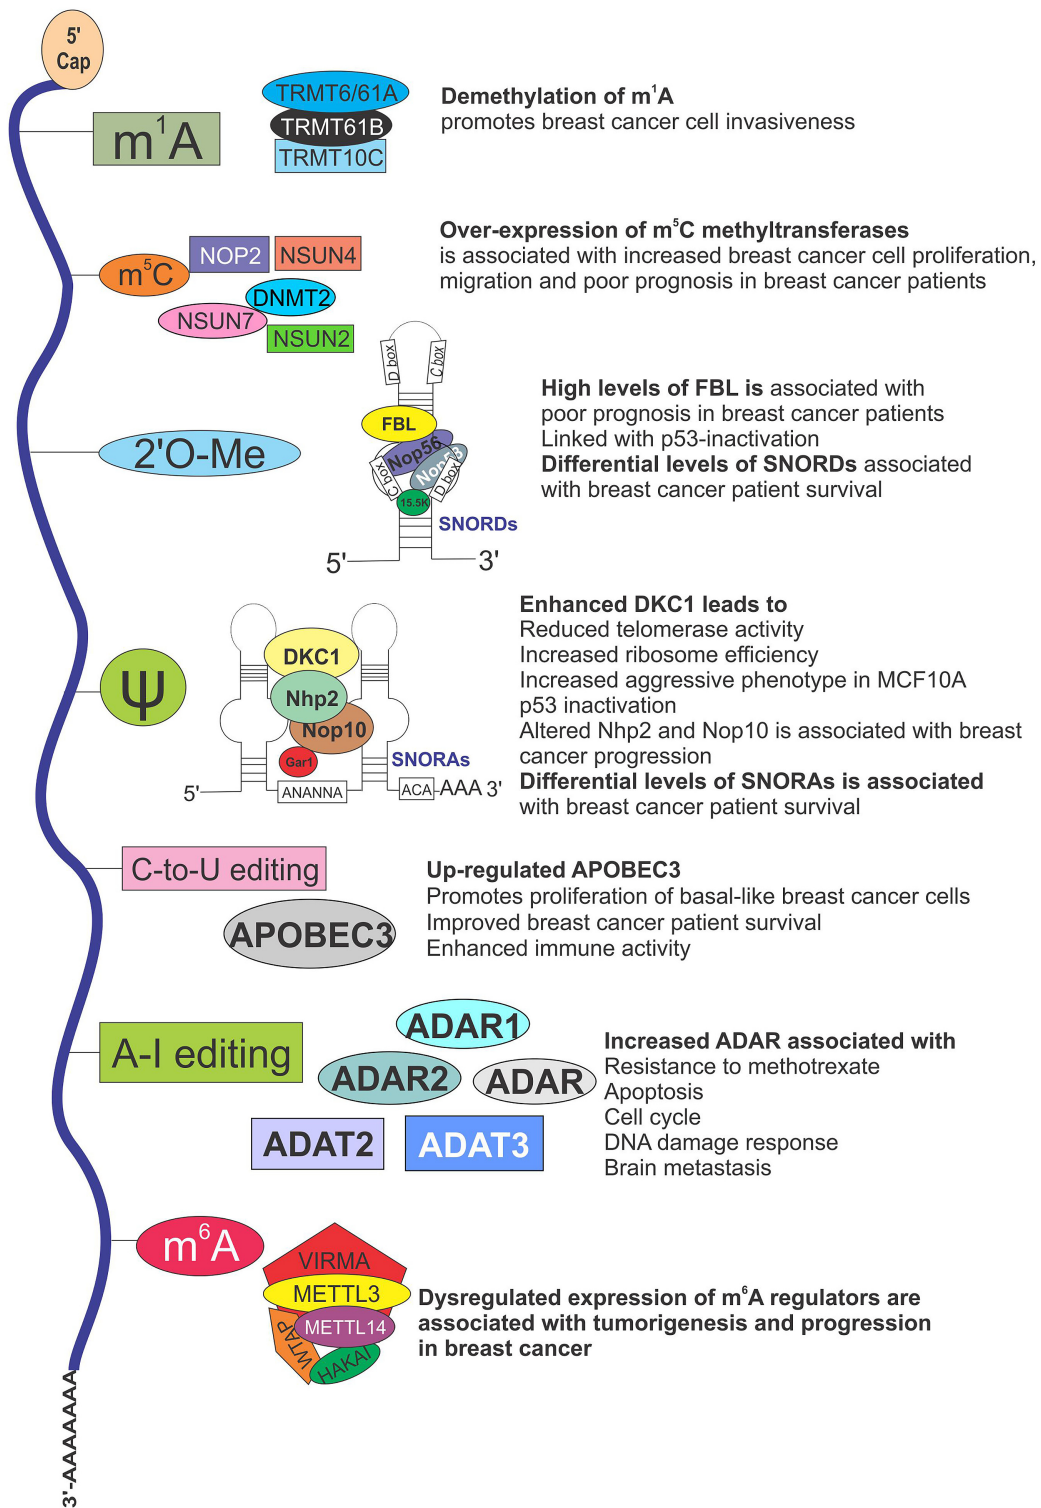 5'
Cap
m¹A
TRMT6/61A
TRMT61B
TRMT10C
Demethylation of m¹A
promotes breast cancer cell invasiveness
m⁵C
NOP2
NSUN4
DNMT2
NSUN7
NSUN2
Over-expression of m⁵C methyltransferases
is associated with increased breast cancer cell proliferation,
migration and poor prognosis in breast cancer patients
2'O-Me
D box
C box
FBL
Nop56
C box
D box
15.5K
SNORDs
5'
3'
High levels of FBL is associated with
poor prognosis in breast cancer patients
Linked with p53-inactivation
Differential levels of SNORDs associated
with breast cancer patient survival
Ψ
DKC1
Nhp2
Nop10
Gar1
SNORAs
5'
ANANNA
ACA
-AAA 3'
Enhanced DKC1 leads to
Reduced telomerase activity
Increased ribosome efficiency
Increased aggressive phenotype in MCF10A
p53 inactivation
Altered Nhp2 and Nop10 is associated with breast
cancer progression
Differential levels of SNORAs is associated
with breast cancer patient survival
C-to-U editing
APOBEC3
Up-regulated APOBEC3
Promotes proliferation of basal-like breast cancer cells
Improved breast cancer patient survival
Enhanced immune activity
A-I editing
ADAR1
ADAR2
ADAR
ADAT2
ADAT3
Increased ADAR associated with
Resistance to methotrexate
Apoptosis
Cell cycle
DNA damage response
Brain metastasis
m⁶A
VIRMA
METTL3
METTL14
WTAP
HAKAI
Dysregulated expression of m⁶A regulators are
associated with tumorigenesis and progression
in breast cancer
3'-AAAAAAAA